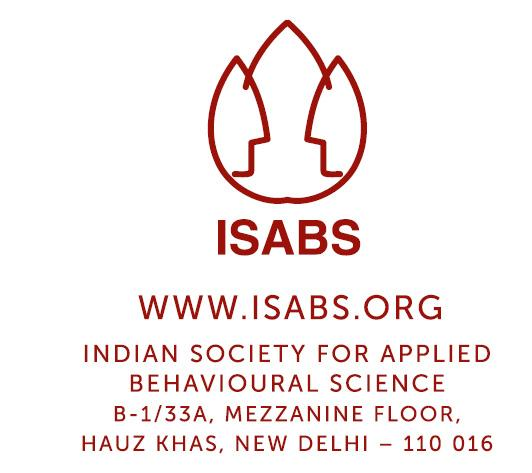 ISABS
WWW.ISABS.ORG
INDIAN SOCIETY FOR APPLIED
BEHAVIOURAL SCIENCE
B-1/33A, MEZZANINE FLOOR,
HAUZ KHAS, NEW DELHI – 110 016